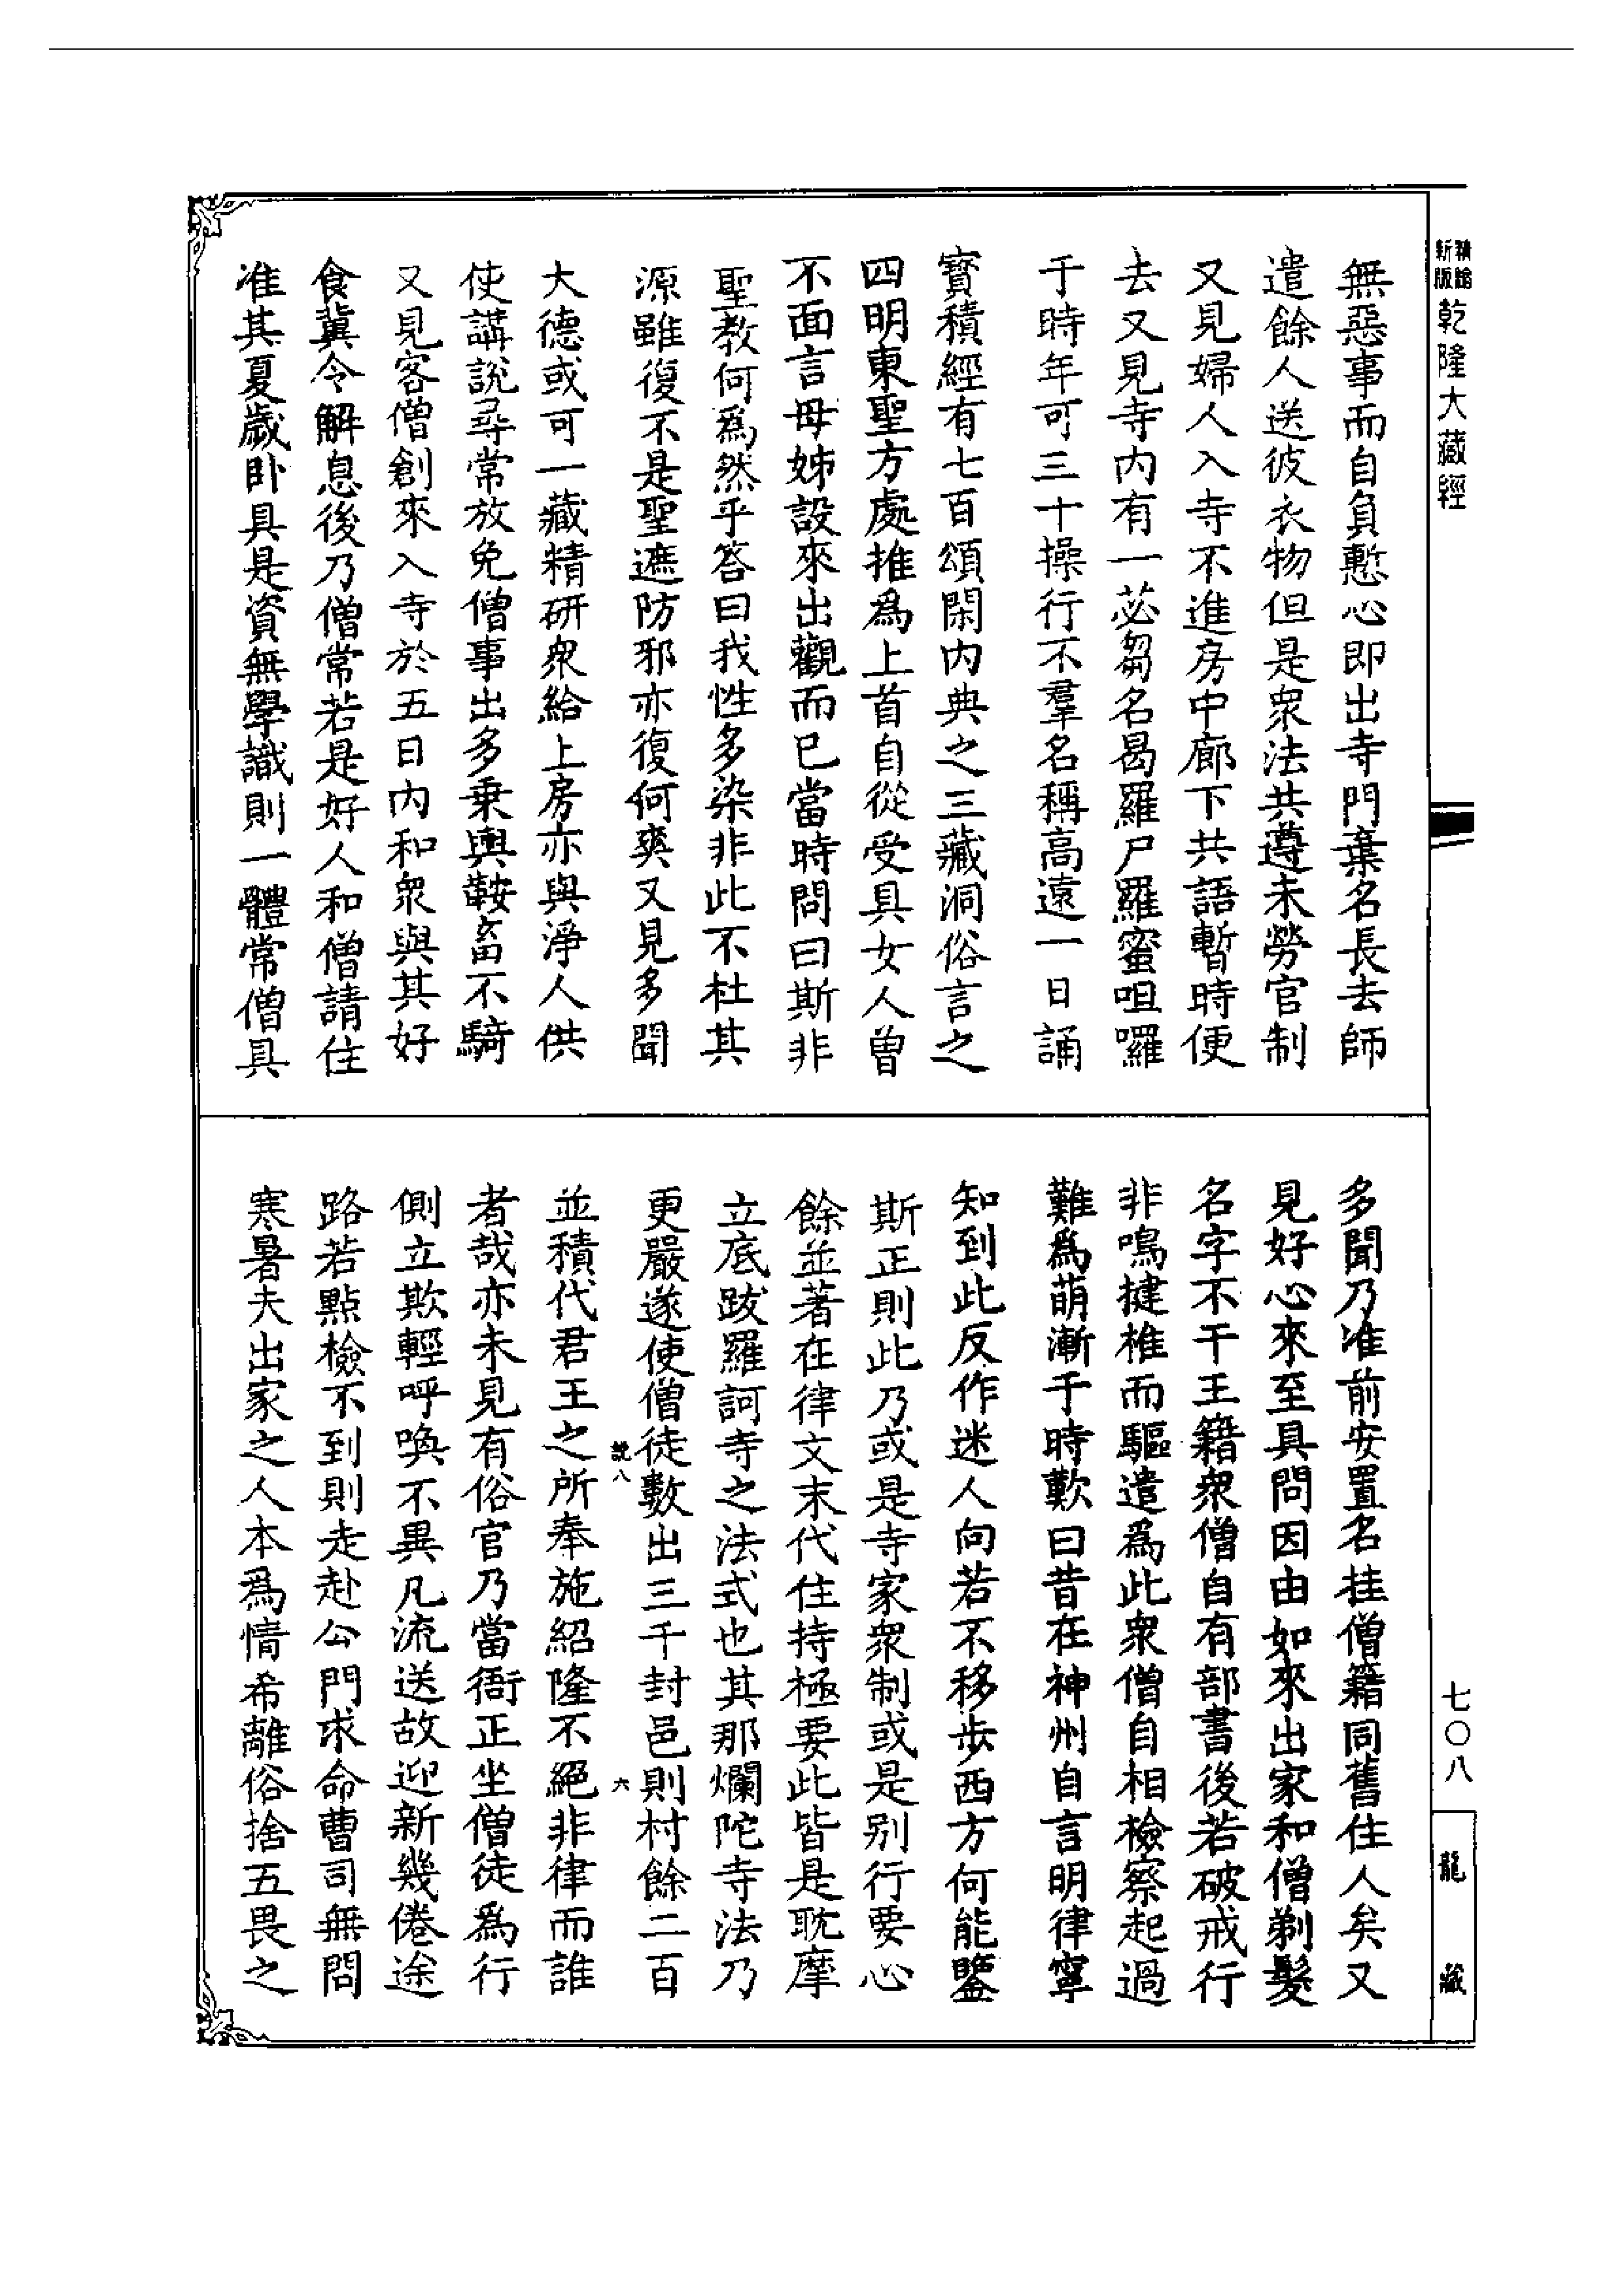 新版
精繕
乾隆大藏經
無惡事而自負慙心即出寺門棄名長去師
遣餘人送彼衣物但是衆法共遵未勞官制
又見婦人入寺不進房中廊下共語暫時便
去又見寺內有一苾芻名曷羅尸羅蜜呾囉
于時年可三十操行不羣名稱高遠一日誦
寳積經有七百頌閑內典之三藏洞俗言之
四明東聖方處推爲上首自從受具女人曾
不面言母姊設來出觀而已當時問曰斯非
聖教何爲然乎答曰我性多染非此不杜其
源雖復不是聖遮防邪亦復何爽又見多聞
大德或可一藏精研衆給上房亦與淨人供
使講說尋常放免僧事出多乗輿鞍畜不騎
又見客僧創來入寺於五日內和衆與其好
食冀令解息後乃僧常若是好人和僧請住
准其夏歲卧具是資無學識則一體常僧具
多聞乃准前安置名挂僧籍同舊住人矣又
見好心來至具問因由如來出家和僧剃髮
名字不干王籍衆僧自有部書後若破戒行
非鳴揵椎而驅遣爲此衆僧自相檢察起過
難爲萌漸于時歎曰昔在神州自言明律寧
知到此反作迷人向若不移步西方何能鑒
斯正則此乃或是寺家衆制或是别行要心
餘並著在律文末代住持極要此皆是耽摩
立底跋羅訶寺之法式也其那爛陀寺法乃
更嚴遂使僧徒數出三千封邑則村餘二百
說八
六
並積代君王之所奉施紹隆不絕非律而誰
者哉亦未見有俗官乃當衙正坐僧徒爲行
側立欺輕呼喚不異凡流送故迎新幾倦途
路若點檢不到則走赴公門求命曹司無問
寒暑夫出家之人本爲情希離俗捨五畏之
七〇八
龍藏